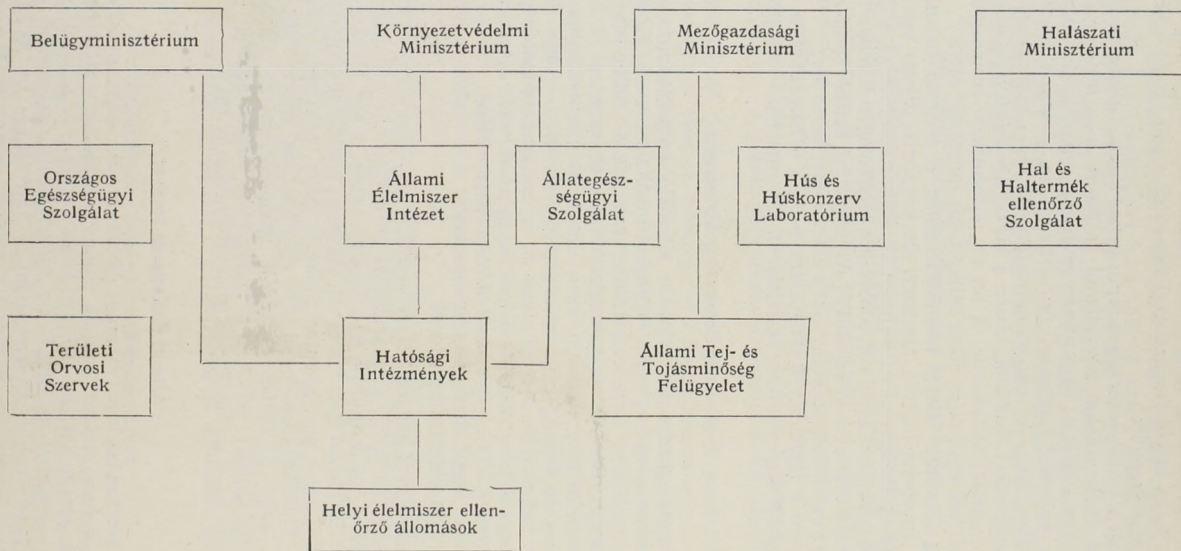 Belügyminisztérium
Környezetvédelmi
Minisztérium
Mezőgazdasági
Minisztérium
Halászati
Minisztérium
Országos
Egészségügyi
Szolgálat
Állami
Élelmiszer
Intézet
Állategész-
ségügyi
Szolgálat
Hús és
Húskonzerv
Laboratórium
Hal és
Haltermék
ellenőrző
Szolgálat
Területi
Orvosi
Szervek
Hatósági
Intézmények
Állami Tej- és
Tojásminőség
Felügyelet
Helyi élelmiszer ellen-
őrző állomások